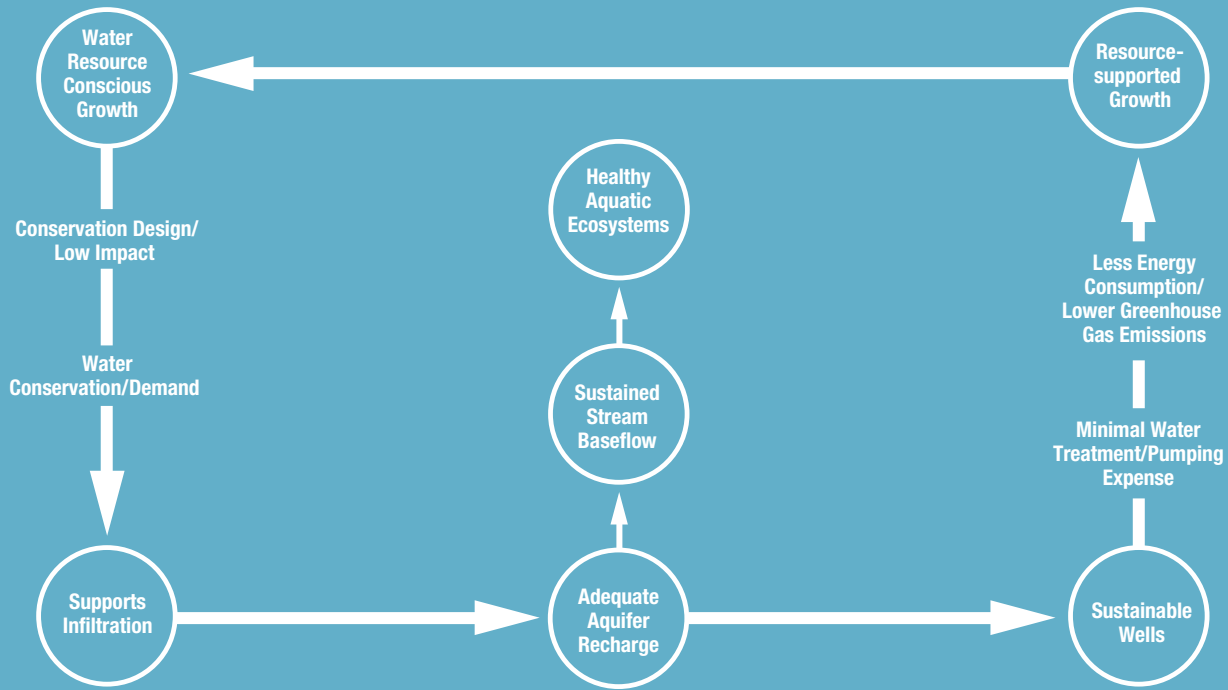 Water
Resource
Conscious
Growth
Resource-
supported
Growth
Healthy
Aquatic
Ecosystems
Conservation Design/
Low Impact
Less Energy
Consumption/
Lower Greenhouse
Gas Emissions
Water
Conservation/Demand
Sustained
Stream
Baseflow
Minimal Water
Treatment/Pumping
Expense
Supports
Infiltration
Adequate
Aquifer
Recharge
Sustainable
Wells